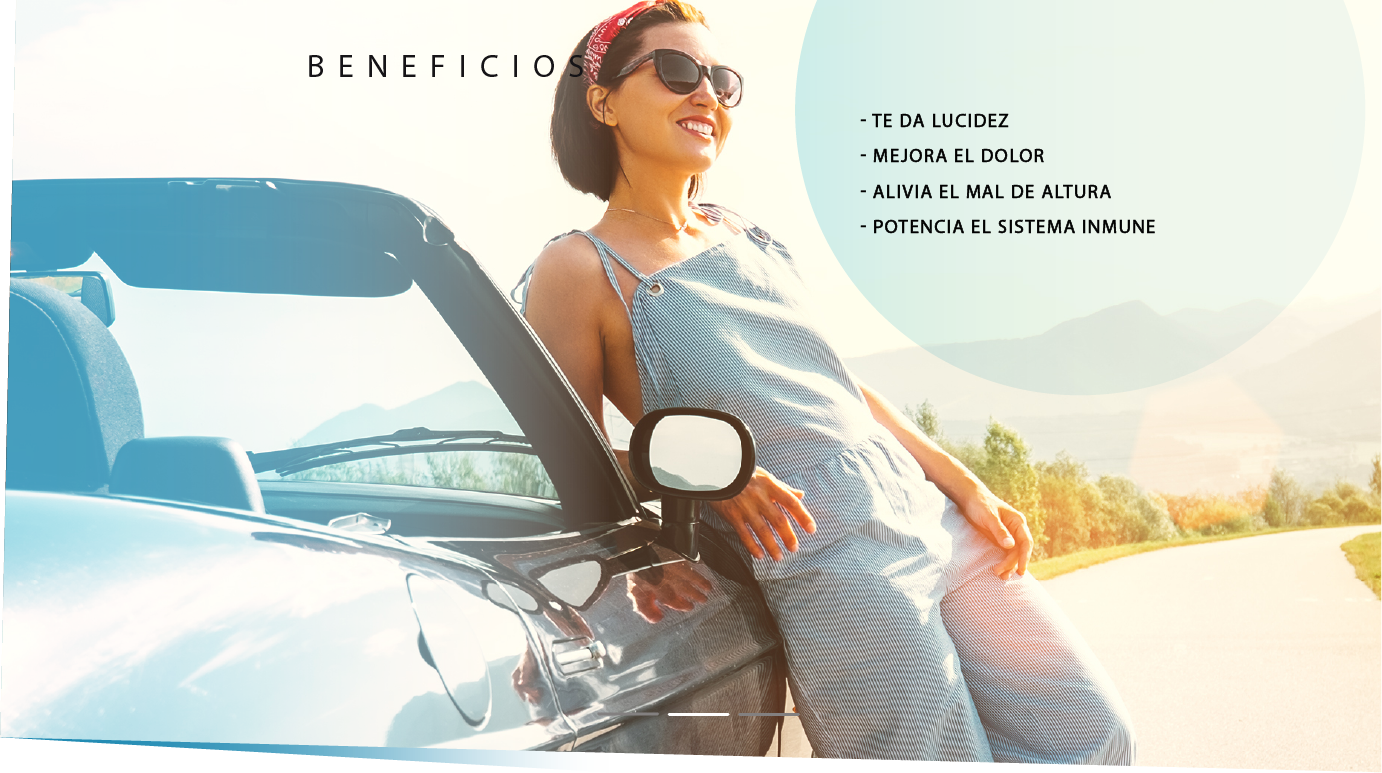 BENEFICIOS
- TE DA LUCIDEZ
- MEJORA EL DOLOR
- ALIVIA EL MAL DE ALTURA
- POTENCIA EL SISTEMA INMUNE